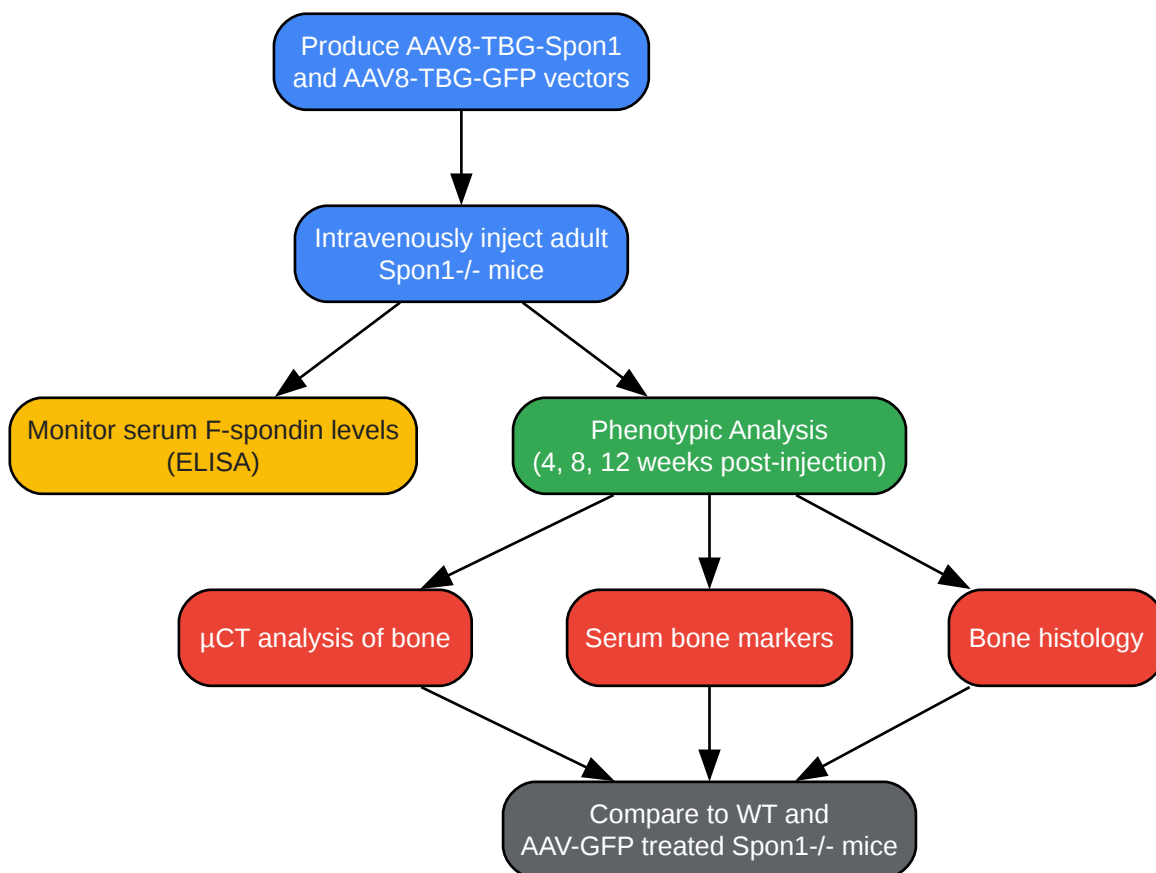 Produce AAV8-TBG-Spon1
and AAV8-TBG-GFP vectors
Intravenously inject adult
Spon1-/- mice
Monitor serum F-spondin levels
(ELISA)
Phenotypic Analysis
(4, 8, 12 weeks post-injection)
µCT analysis of bone
Serum bone markers
Bone histology
Compare to WT and
AAV-GFP treated Spon1-/- mice